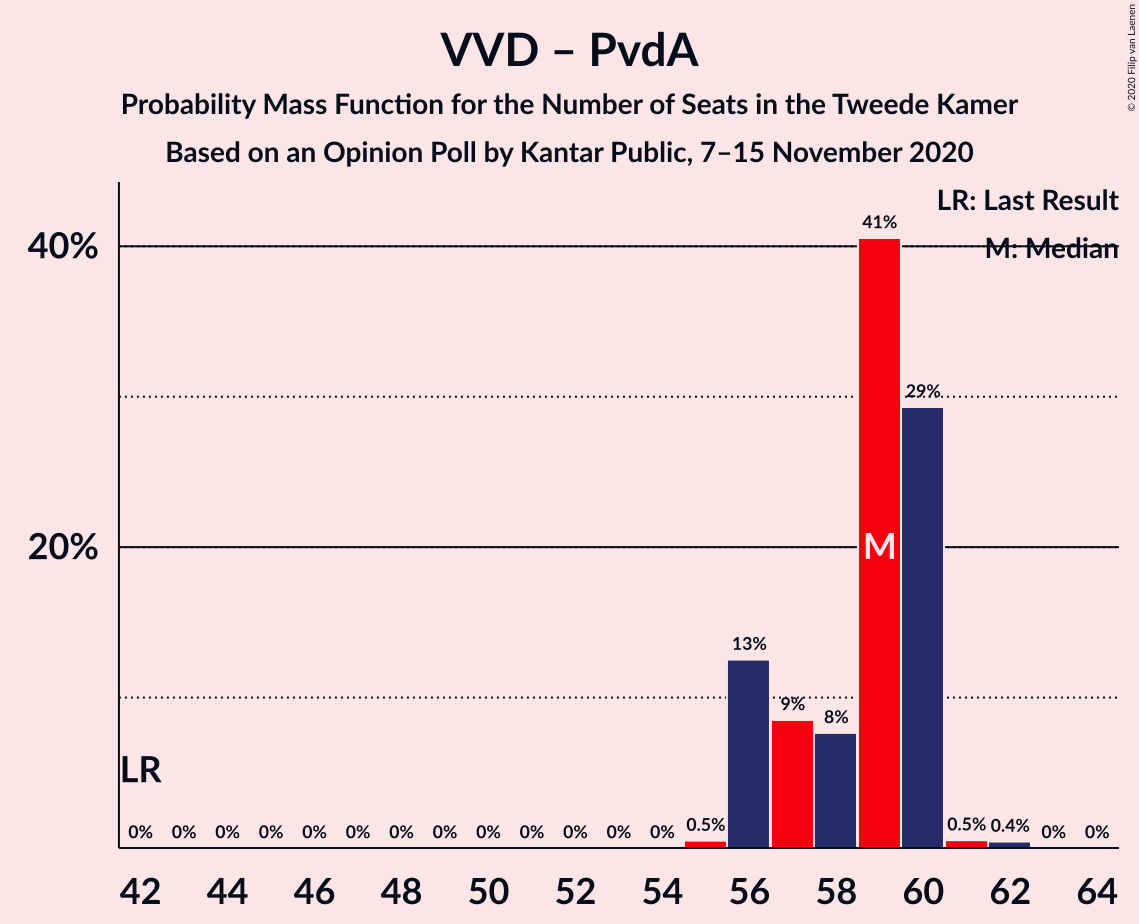 VVD – PvdA
Probability Mass Function for the Number of Seats in the Tweede Kamer
Based on an Opinion Poll by Kantar Public, 7–15 November 2020
© 2020 Filip van Laenen
LR: Last Result
M: Median
40%
20%
41%
29%
M
13%
9%
8%
LR
0% 0% 0% 0% 0% 0% 0% 0% 0% 0% 0% 0% 0% 0.5% 0.5% 0.4% 0% 0%
42 44 46 48 50 52 54 56 58 60 62 64